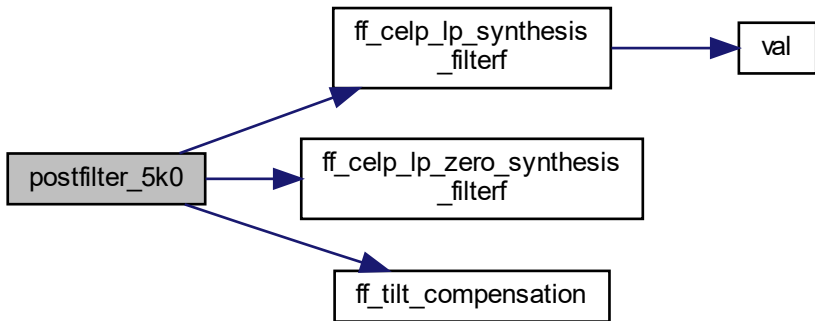 ff_celp_lp_synthesis
_filterf
val
postfilter_5k0
ff_celp_lp_zero_synthesis
_filterf
ff_tilt_compensation